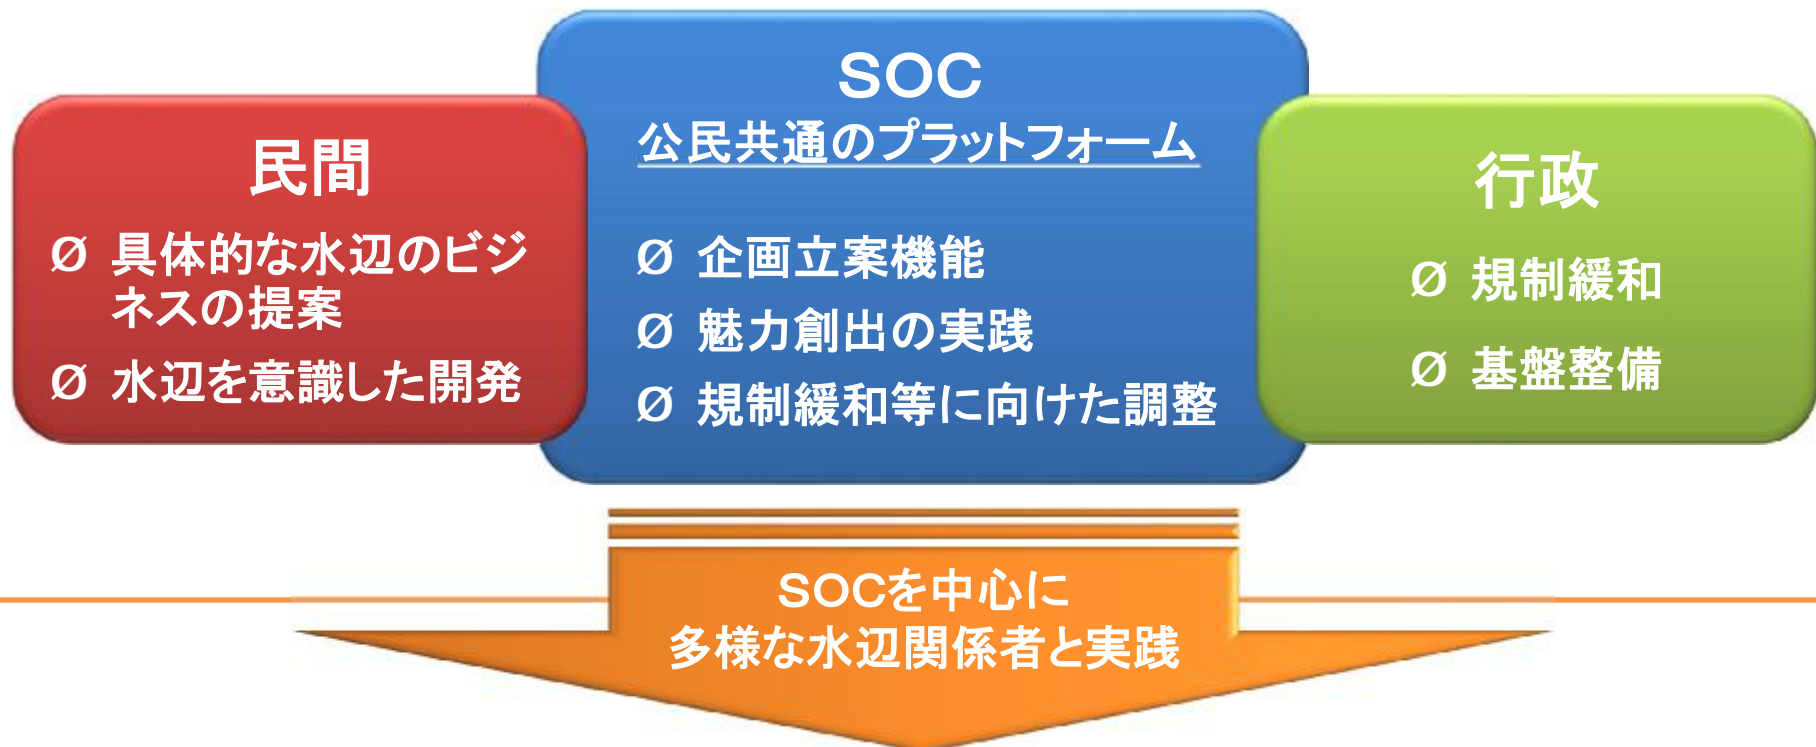 民間
Ø 具体的な水辺のビジ
ネスの提案
Ø 水辺を意識した開発
SOC
公民共通のプラットフォーム
Ø 企画立案機能
Ø 魅力創出の実践
Ø 規制緩和等に向けた調整
行政
Ø 規制緩和
Ø 基盤整備
SOCを中心に
多様な水辺関係者と実践